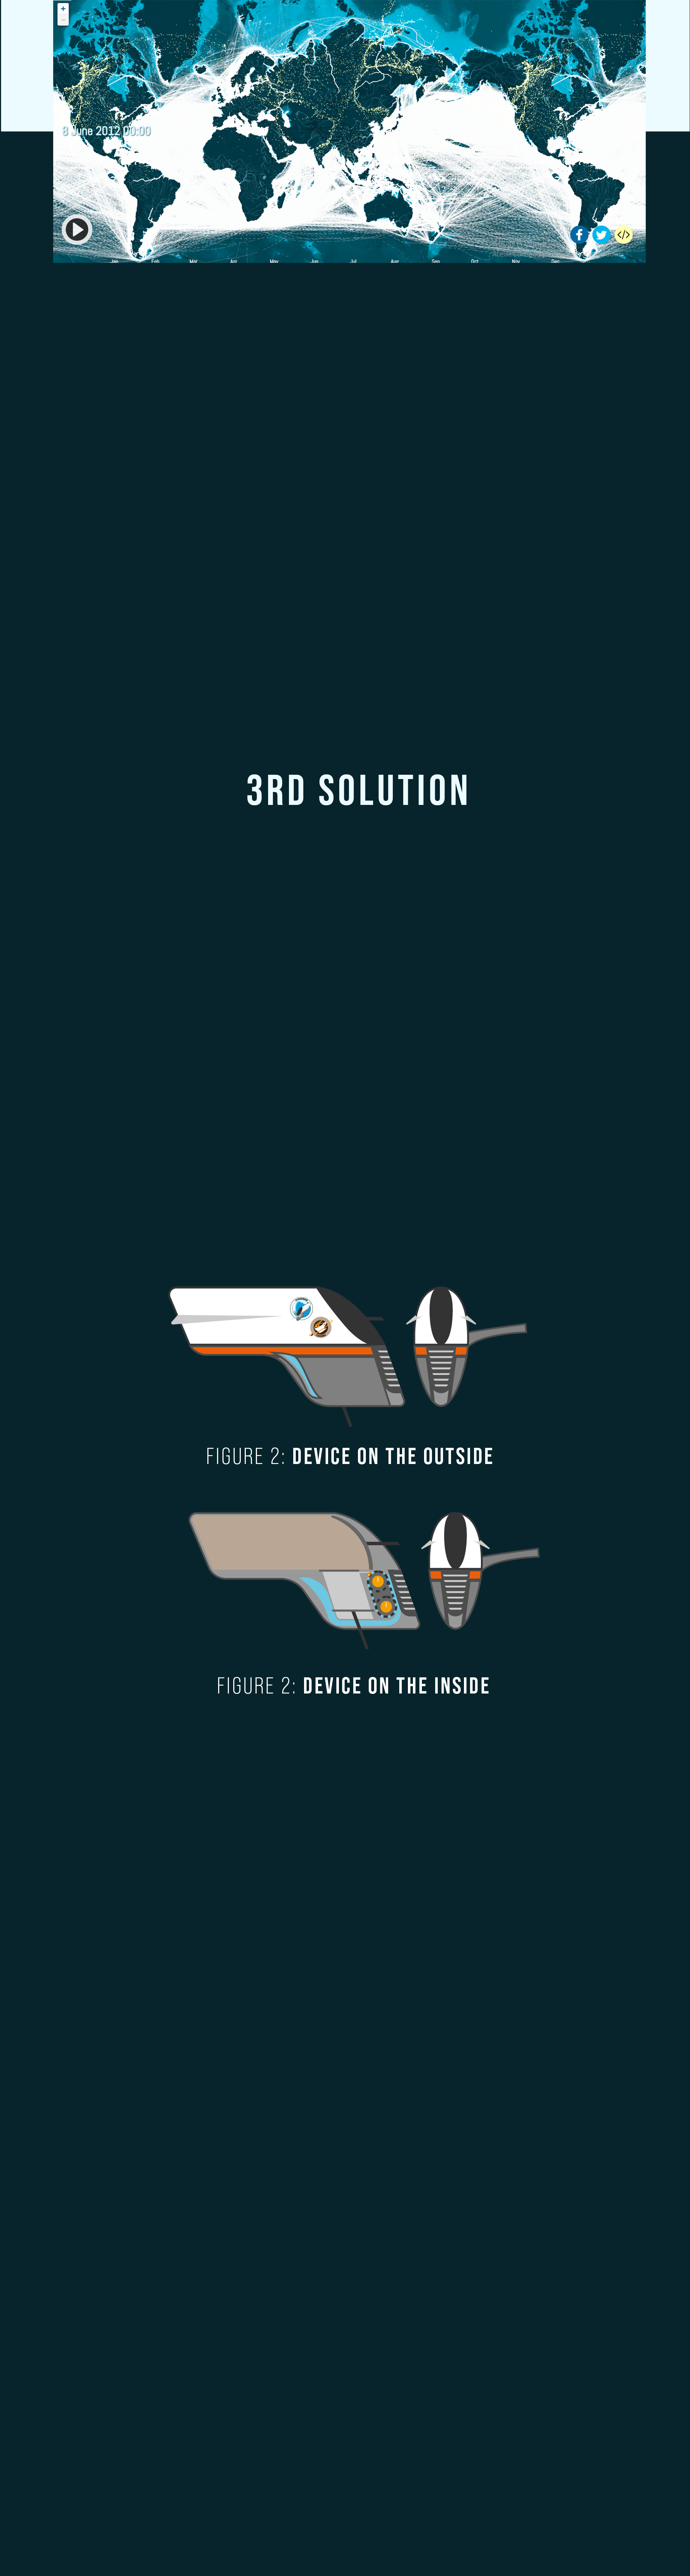 +
8 June 2012 00:00
Jan Feb Mar Apr May Jun Jul Aug Sep Oct Nov Dec
3RD SOLUTION
FIGURE 2: DEVICE ON THE OUTSIDE
FIGURE 2: DEVICE ON THE INSIDE